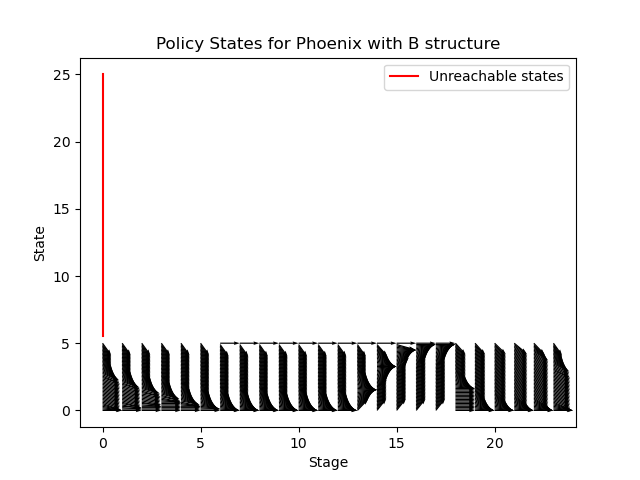 Policy States for Phoenix with B structure
Unreachable states
25
20
15
10
5
0
State
0 5 10 15 20
Stage